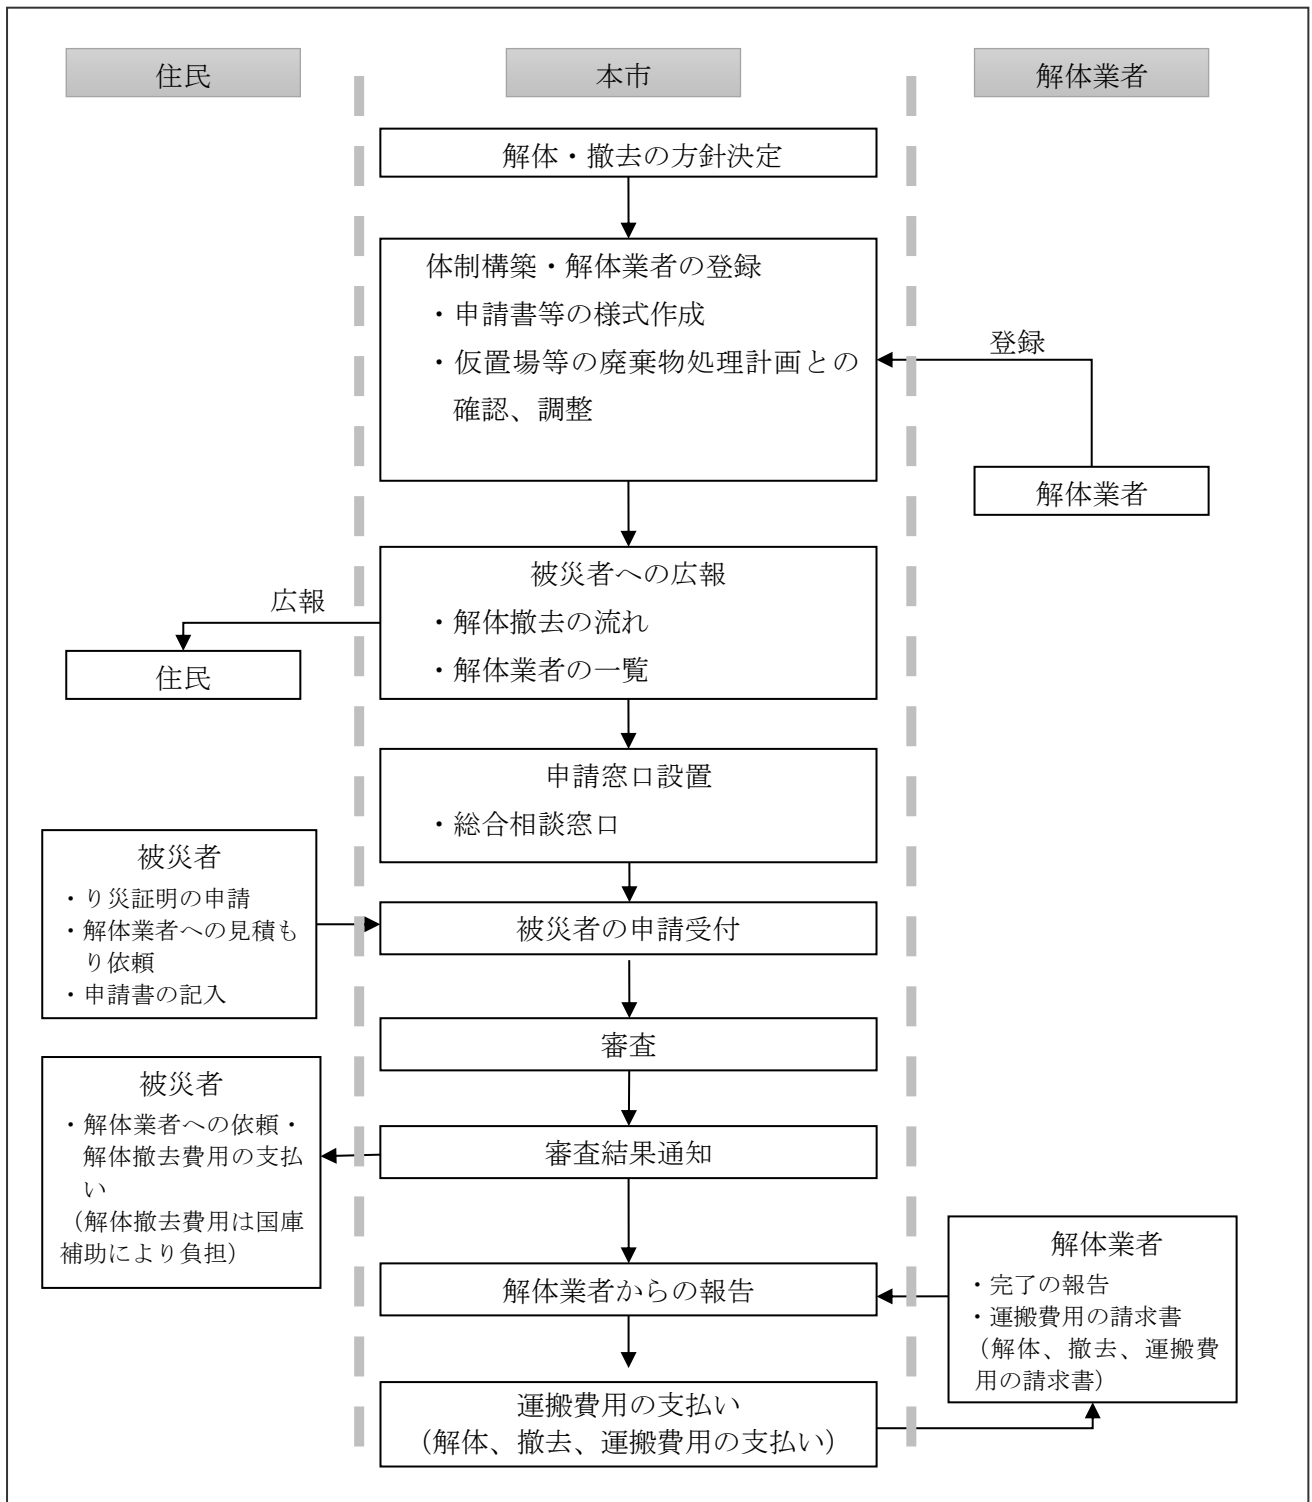 住民
本市
解体業者
解体・撤去の方針決定
体制構築・解体業者の登録
・申請書等の様式作成
・仮置場等の廃棄物処理計画との
確認、調整
登録
解体業者
被災者への広報
・解体撤去の流れ
・解体業者の一覧
広報
住民
申請窓口設置
・総合相談窓口
被災者
・り災証明の申請
・解体業者への見積も
り依頼
・申請書の記入
被災者の申請受付
審査
被災者
・解体業者への依頼・
解体撤去費用の支払
い
（解体撤去費用は国庫
補助により負担）
審査結果通知
解体業者からの報告
解体業者
・完了の報告
・運搬費用の請求書
（解体、撤去、運搬費
用の請求書）
運搬費用の支払い
（解体、撤去、運搬費用の支払い）